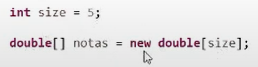 int size = 5;
double[] notas = new double[size];